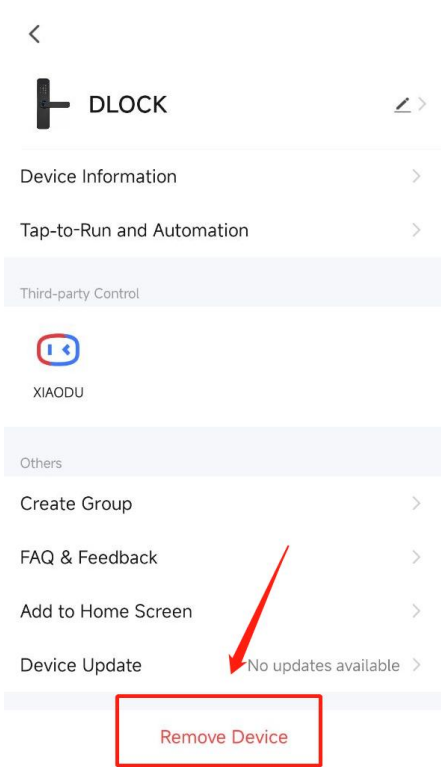 DLOCK
Device Information
Tap-to-Run and Automation
Third-party Control
XIAODU
Others
Create Group
FAQ & Feedback
Add to Home Screen
Device Update No updates available
Remove Device